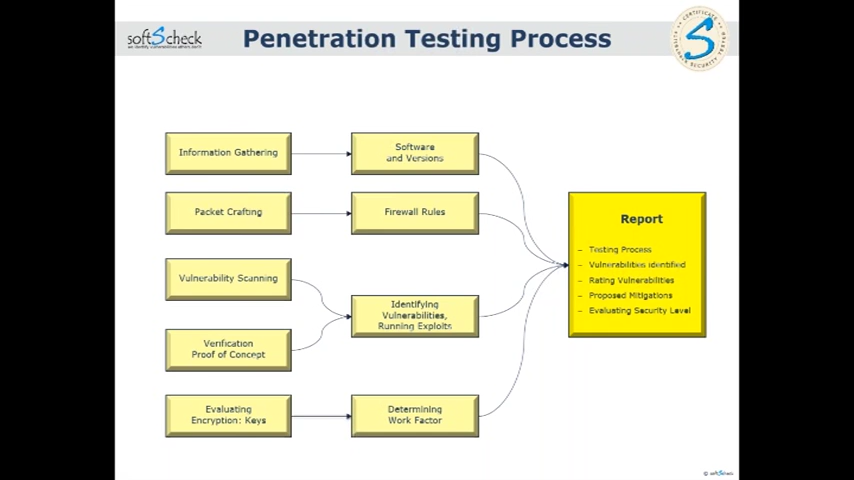 softScheck
Penetration Testing Process
Information Gathering
Software
and Versions
Packet Crafting
Firewall Rules
Vulnerability Scanning
Identifying
Vulnerabilities,
Running Exploits
Verification
Proof of Concept
Evaluating
Encryption: Keys
Determining
Work Factor
Report
– Testing Process
– Vulnerabilities identified
– Rating Vulnerabilities
– Proposed Mitigations
– Evaluating Security Level
© softScheck